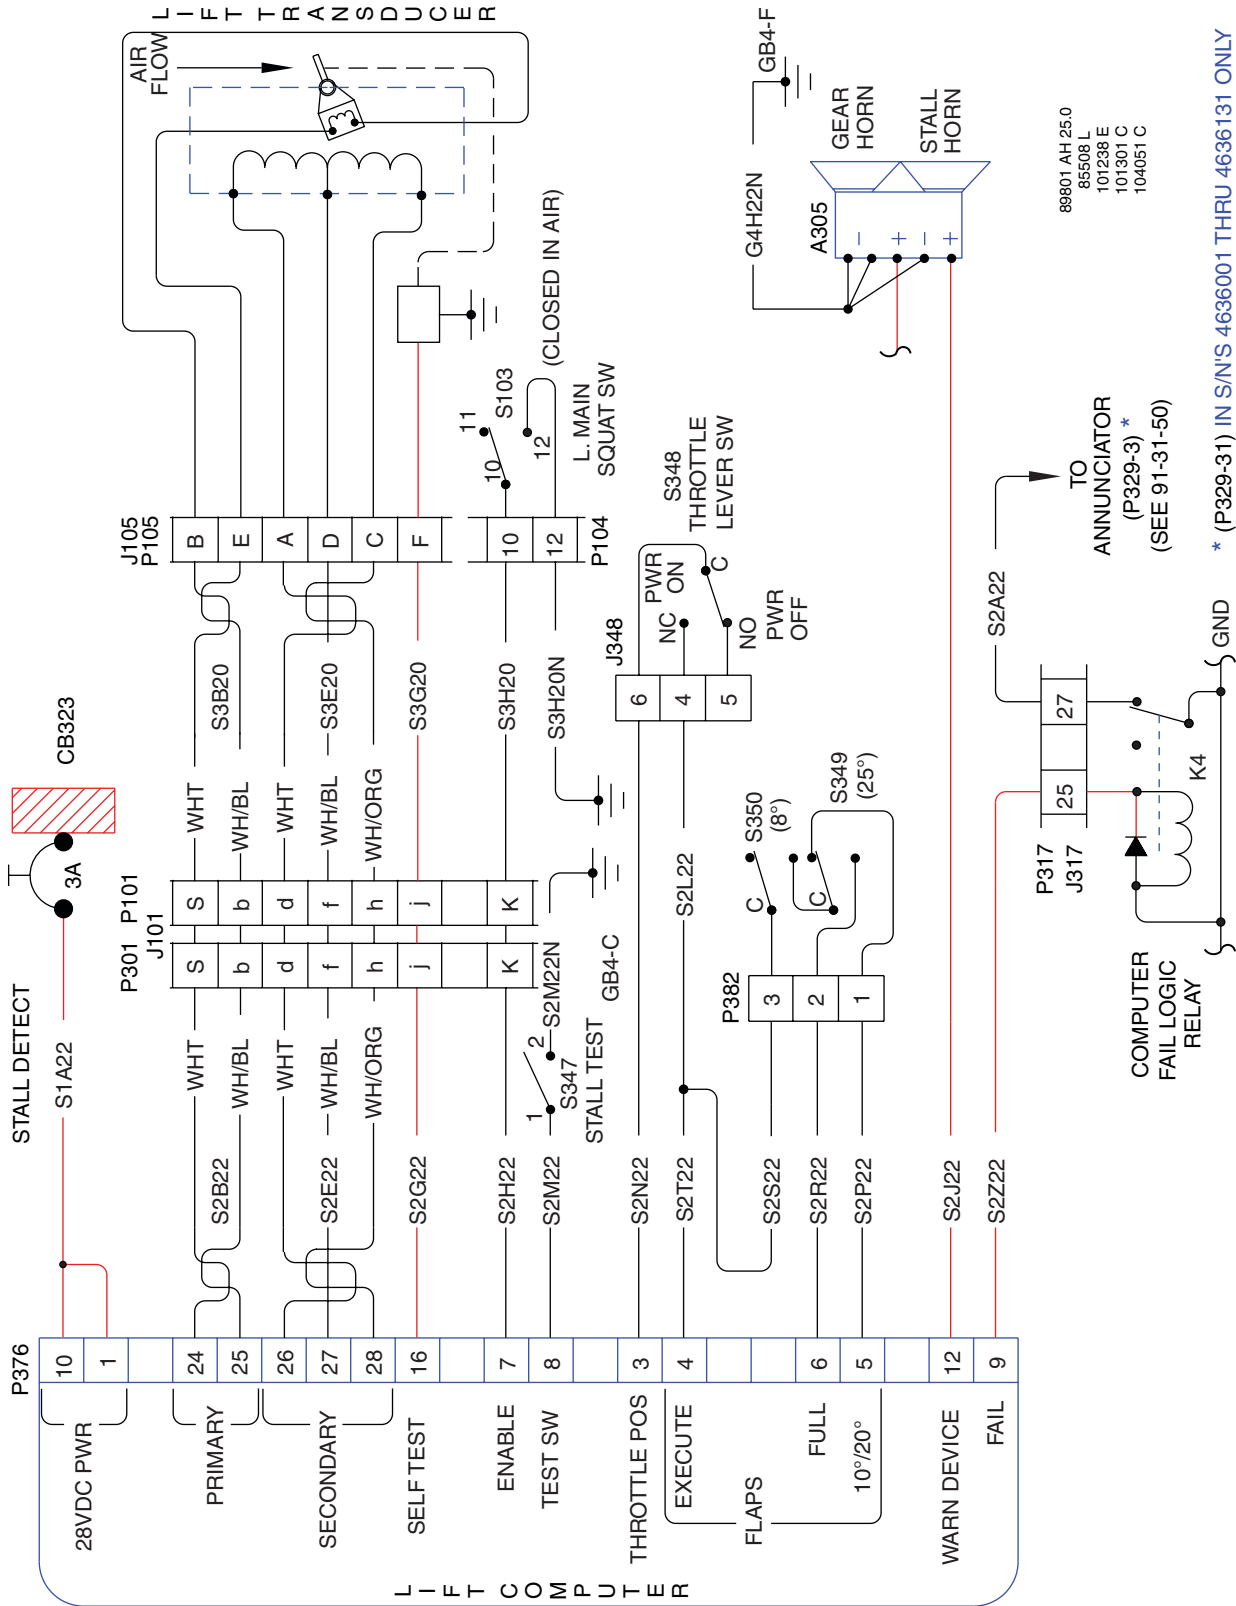 LIFT TRANSDUCER
AIR
FLOW
J105
P105
B
E
A
D
C
F
10
12
P104
11
10
S103
12
(CLOSED IN AIR)
L. MAIN
SQUAT SW
CB323
3A
STALL DETECT
S1A22
S3B20
S3E20
S3G20
S3H20
S3H20N
WHT
WH/BL
WHT
WH/BL
WH/ORG
P301
J101
P101
S
b
d
f
h
j
K
S
b
d
f
h
j
K
WHT
WH/BL
WHT
WH/BL
WH/ORG
S2B22
S2E22
S2G22
S2H22
S2M22
1
2
S347
STALL TEST
S2M22N
GB4-C
J348
6
4
5
NC
PWR
ON
C
NO
PWR
OFF
S348
THROTTLE
LEVER SW
S2L22
P382
3
2
1
C
S350
(8°)
C
S349
(25°)
S2N22
S2T22
S2S22
S2R22
S2P22
S2J22
S2Z22
GB4-F
G4H22N
A305
–
+
–
+
GEAR
HORN
STALL
HORN
89801 AH 25.0
85508 L
101238 E
101301 C
104051 C
TO
ANNUNCIATOR
(P329-3) *
(SEE 91-31-50)
S2A22
P317
J317
25
27
K4
GND
COMPUTER
FAIL LOGIC
RELAY
* (P329-31) IN S/N'S 4636001 THRU 4636131 ONLY
P376
10
1
24
25
26
27
28
16
7
8
3
4
6
5
12
9
28VDC PWR
PRIMARY
SECONDARY
SELF TEST
ENABLE
TEST SW
THROTTLE POS
EXECUTE
FLAPS
FULL
10°/20°
WARN DEVICE
FAIL
LIFT COMPUTER